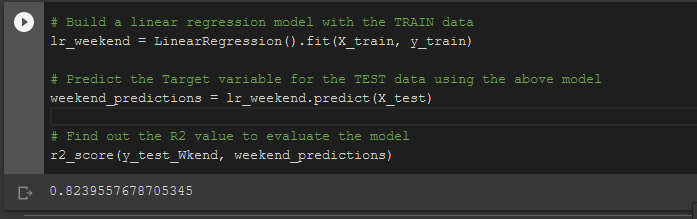 # Build a linear regression model with the TRAIN data
lr_weekend = LinearRegression().fit(X_train, y_train)
# Predict the Target variable for the TEST data using the above model
weekend_predictions = lr_weekend.predict(X_test)
# Find out the R2 value to evaluate the model
r2_score(y_test_Wkend, weekend_predictions)
0.8239557678705345